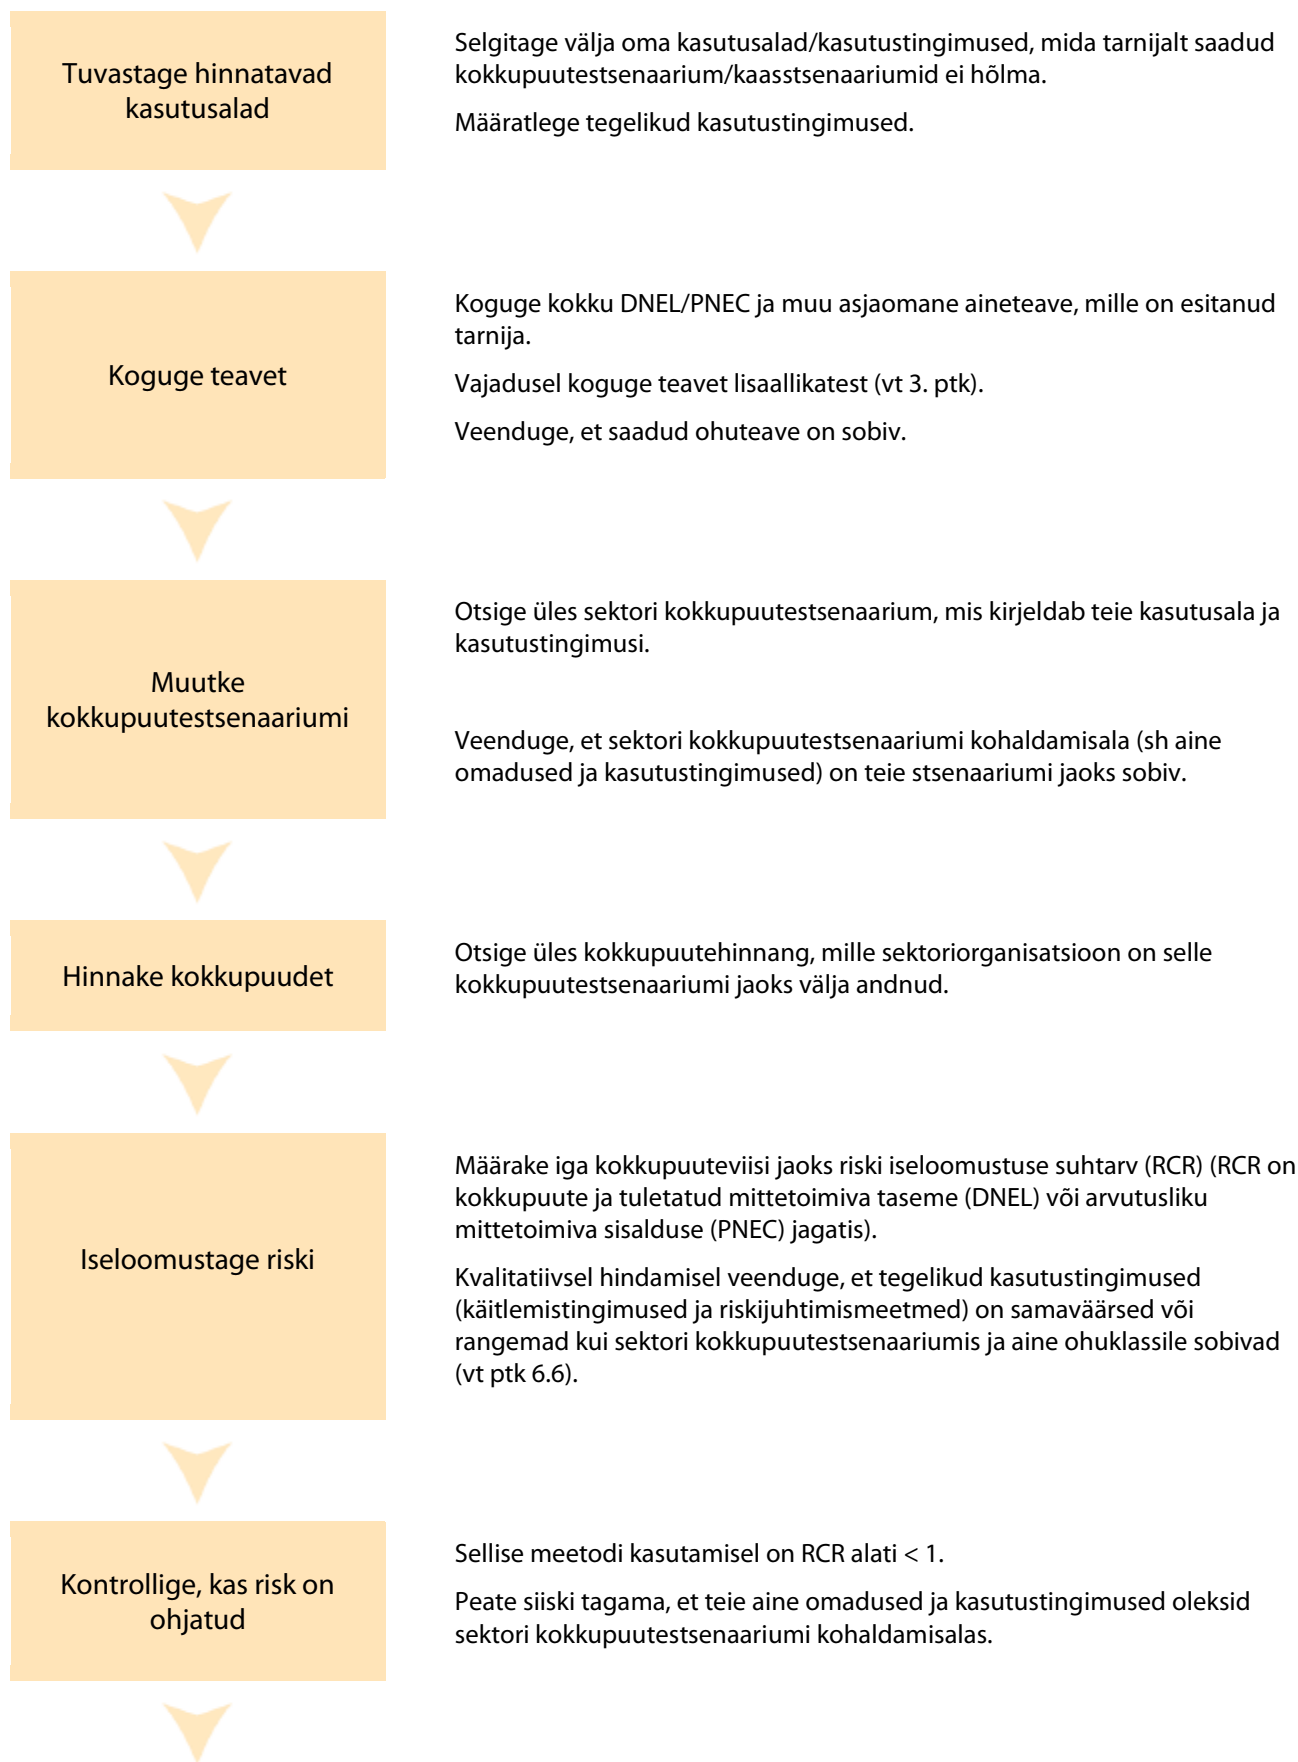 Tuvastage hinnatavad
kasutusalad
Selgitage välja oma kasutusalad/kasutustingimused, mida tarnijalt saadud
kokkupuutestsenaarium/kaasstsenaariumid ei hõlma.
Määratlege tegelikud kasutustingimused.
Koguge teavet
Koguge kokku DNEL/PNEC ja muu asjaomane aineteave, mille on esitanud
tarnija.
Vajadusel koguge teavet lisaallikatest (vt 3. ptk).
Veenduge, et saadud ohuteave on sobiv.
Muutke
kokkupuutestsenaariumi
Otsige üles sektori kokkupuutestsenaarium, mis kirjeldab teie kasutusala ja
kasutustingimusi.
Veenduge, et sektori kokkupuutestsenaariumi kohaldamisala (sh aine
omadused ja kasutustingimused) on teie stsenaariumi jaoks sobiv.
Hinnake kokkupuudet
Otsige üles kokkupuutehinnang, mille sektoriorganisatsioon on selle
kokkupuutestsenaariumi jaoks välja andnud.
Iseloomustage riski
Määrake iga kokkupuuteviisi jaoks riski iseloomustuse suhtarv (RCR) (RCR on
kokkupuute ja tuletatud mittetoimiva taseme (DNEL) või arvutusliku
mittetoimiva sisalduse (PNEC) jagatis).
Kvalitatiivsel hindamisel veenduge, et tegelikud kasutustingimused
(käitlemistingimused ja riskijuhtimismeetmed) on samaväärsed või
rangemad kui sektori kokkupuutestsenaariumis ja aine ohuklassile sobivad
(vt ptk 6.6).
Kontrollige, kas risk on
ohjatud
Sellise meetodi kasutamisel on RCR alati < 1.
Peate siiski tagama, et teie aine omadused ja kasutustingimused oleksid
sektori kokkupuutestsenaariumi kohaldamisalas.